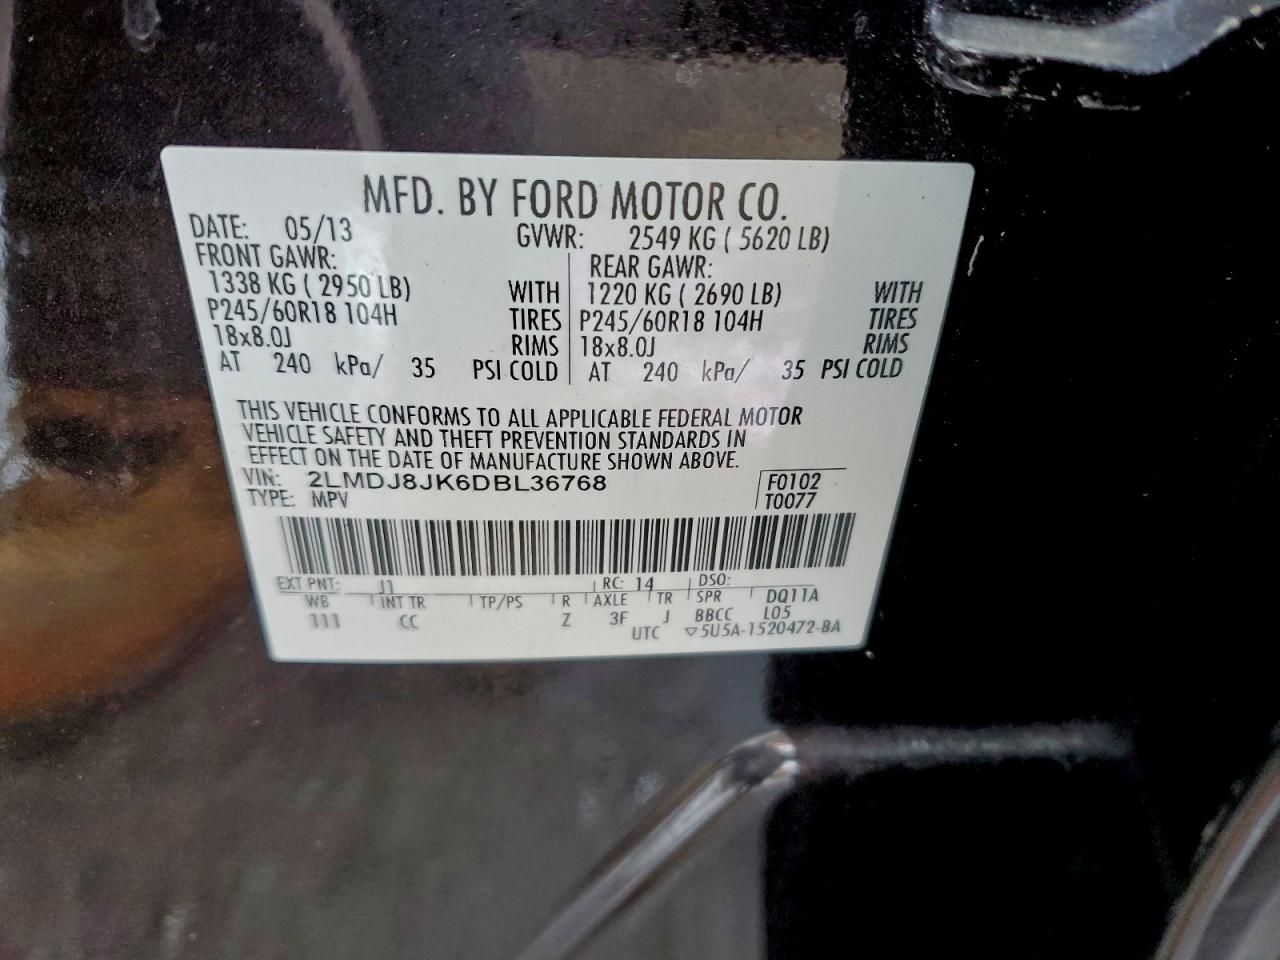 MFD. BY FORD MOTOR CO.
DATE: 05/13 GVWR: 2549 KG ( 5620 LB)
FRONT GAWR: REAR GAWR:
1338 KG ( 2950 LB) WITH 1220 KG ( 2690 LB) WITH
P245/60R18 104H TIRES P245/60R18 104H TIRES
18x8.0J RIMS 18x8.0J RIMS
AT 240 kPa/ 35 PSI COLD AT 240 kPa/ 35 PSI COLD
THIS VEHICLE CONFORMS TO ALL APPLICABLE FEDERAL MOTOR
VEHICLE SAFETY AND THEFT PREVENTION STANDARDS IN
EFFECT ON THE DATE OF MANUFACTURE SHOWN ABOVE.
VIN: 2LMDJ8JK6DBL36768 F0102
TYPE: MPV T0077
EXT PNT: J1 RC: 14 DSO:
WB INT TR TP/PS R AXLE TR SPR DQ11A
111 CC Z 3F J BBCC L05
UTC ▽5U5A-1520472-BA